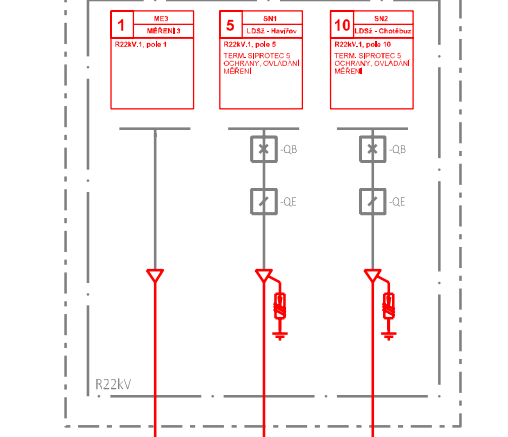 1
ME3
MĚŘENÍ 3
R22kV.1, pole 1
5
SN1
LDSž - Havířov
R22kV.1, pole 5
TERM. SIPROTEC 5
OCHRANY, OVLÁDÁNÍ
MĚŘENÍ
10
SN2
LDSž - Chotěbuz
R22kV.1, pole 10
TERM. SIPROTEC 5
OCHRANY, OVLÁDÁNÍ
MĚŘENÍ
-QB
-QB
-QE
-QE
R22kV